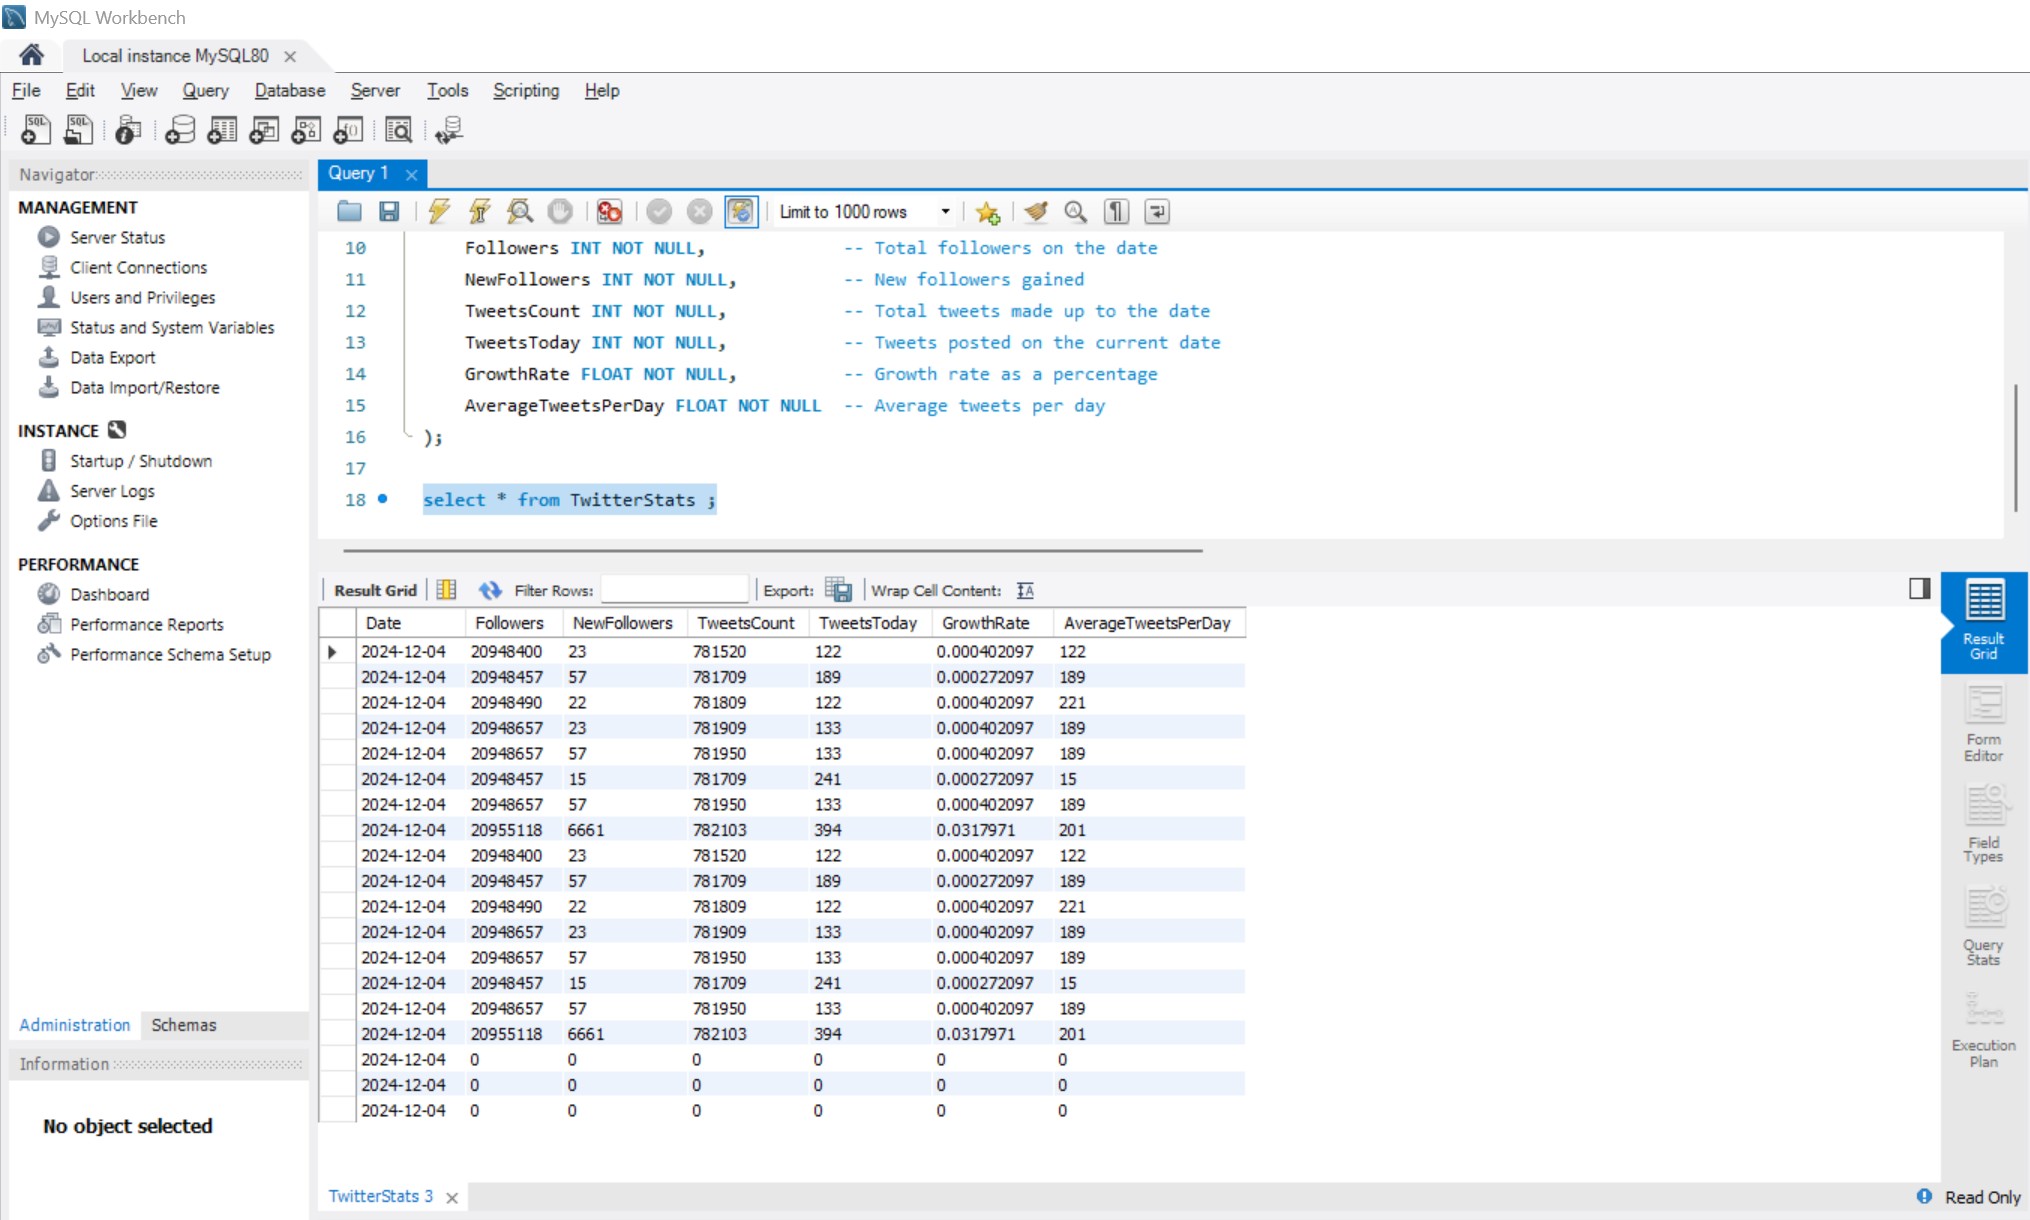 MySQL Workbench
Local instance MySQL80
File Edit View Query Database Server Tools Scripting Help
Navigator
MANAGEMENT
Server Status
Client Connections
Users and Privileges
Status and System Variables
Data Export
Data Import/Restore
INSTANCE
Startup / Shutdown
Server Logs
Options File
PERFORMANCE
Dashboard
Performance Reports
Performance Schema Setup
Administration Schemas
Information
No object selected
Query 1
Limit to 1000 rows
10 Followers INT NOT NULL, -- Total followers on the date
11 NewFollowers INT NOT NULL, -- New followers gained
12 TweetsCount INT NOT NULL, -- Total tweets made up to the date
13 TweetsToday INT NOT NULL, -- Tweets posted on the current date
14 GrowthRate FLOAT NOT NULL, -- Growth rate as a percentage
15 AverageTweetsPerDay FLOAT NOT NULL -- Average tweets per day
16 );
17
18 select * from TwitterStats ;
Result Grid Filter Rows: Export: Wrap Cell Content:
Date Followers NewFollowers TweetsCount TweetsToday GrowthRate AverageTweetsPerDay
2024-12-04 20948400 23 781520 122 0.000402097 122
2024-12-04 20948457 57 781709 189 0.000272097 189
2024-12-04 20948490 22 781809 122 0.000402097 221
2024-12-04 20948657 23 781909 133 0.000402097 189
2024-12-04 20948657 57 781950 133 0.000402097 189
2024-12-04 20948457 15 781709 241 0.000272097 15
2024-12-04 20948657 57 781950 133 0.000402097 189
2024-12-04 20955118 6661 782103 394 0.0317971 201
2024-12-04 20948400 23 781520 122 0.000402097 122
2024-12-04 20948457 57 781709 189 0.000272097 189
2024-12-04 20948490 22 781809 122 0.000402097 221
2024-12-04 20948657 23 781909 133 0.000402097 189
2024-12-04 20948657 57 781950 133 0.000402097 189
2024-12-04 20948457 15 781709 241 0.000272097 15
2024-12-04 20948657 57 781950 133 0.000402097 189
2024-12-04 20955118 6661 782103 394 0.0317971 201
2024-12-04 0 0 0 0 0 0
2024-12-04 0 0 0 0 0 0
2024-12-04 0 0 0 0 0 0
Result
Grid
Form
Editor
Field
Types
Query
Stats
Execution
Plan
TwitterStats 3
Read Only